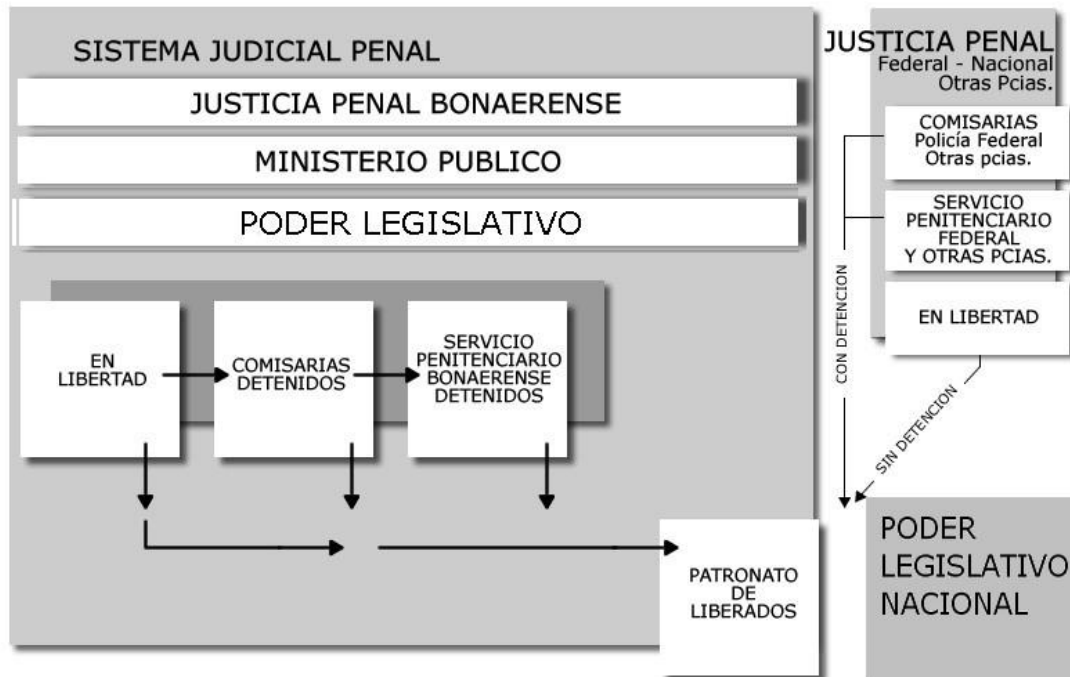 SISTEMA JUDICIAL PENAL
JUSTICIA PENAL BONAERENSE
MINISTERIO PUBLICO
PODER LEGISLATIVO
EN
LIBERTAD
COMISARIAS
DETENIDOS
SERVICIO
PENITENCIARIO
BONAERENSE
DETENIDOS
PATRONATO
DE
LIBERADOS
JUSTICIA PENAL
Federal - Nacional
Otras Pcias.
COMISARIAS
Policía Federal
Otras pcias.
SERVICIO
PENITENCIARIO
FEDERAL
Y OTRAS PCIAS.
EN LIBERTAD
CON DETENCION
SIN DETENCION
PODER
LEGISLATIVO
NACIONAL